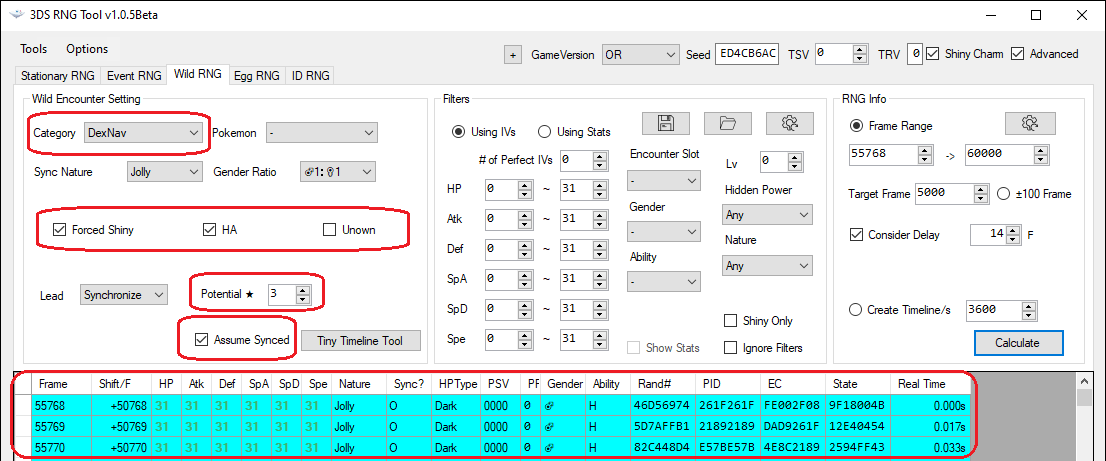 3DS RNG Tool v1.0.5Beta
Tools Options
+ GameVersion OR Seed ED4CB6AC TSV 0 TRV 0 Shiny Charm Advanced
Stationary RNG Event RNG Wild RNG Egg RNG ID RNG
Wild Encounter Setting Filters RNG Info
Category DexNav Pokemon - Using IVs Using Stats Frame Range
# of Perfect IVs 0 Encounter Slot Lv 0 55768 -> 60000
Sync Nature Jolly Gender Ratio ♂1:♀1 HP 0 ~ 31 - Hidden Power Target Frame 5000 ±100 Frame
Forced Shiny HA Unown Atk 0 ~ 31 Gender Any
Def 0 ~ 31 - Nature Consider Delay 14 F
SpA 0 ~ 31 Ability Any
Lead Synchronize Potential ★ 3 SpD 0 ~ 31 - Create Timeline/s 3600
Assume Synced Tiny Timeline Tool Spe 0 ~ 31 Shiny Only Calculate
Show Stats Ignore Filters
Frame Shift/F HP Atk Def SpA SpD Spe Nature Sync? HPType PSV Gender Ability Rand# PID EC State Real Time
55768 +50768 31 31 31 31 31 31 Jolly O Dark 0000 0 ♂ H 46D56974 261F261F FE002F08 9F18004B 0.000s
55769 +50769 31 31 31 31 31 31 Jolly O Dark 0000 0 ♂ H 5D7AFFB1 21892189 DAD9261F 12E40454 0.017s
55770 +50770 31 31 31 31 31 31 Jolly O Dark 0000 0 ♂ H 82C448D4 E57BE57B 4E8C2189 2594FF43 0.033s